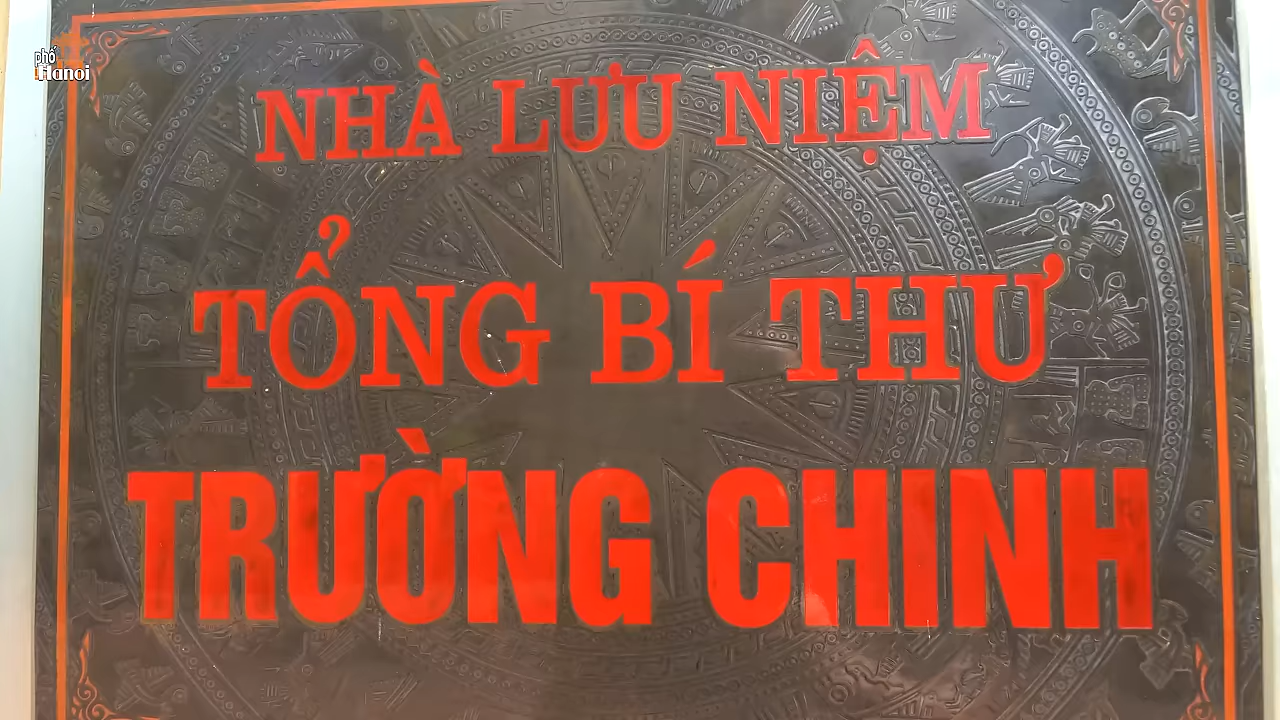 phố
Hanoi
NHÀ LƯU NIỆM
TỔNG BÍ THƯ
TRƯỜNG CHINH